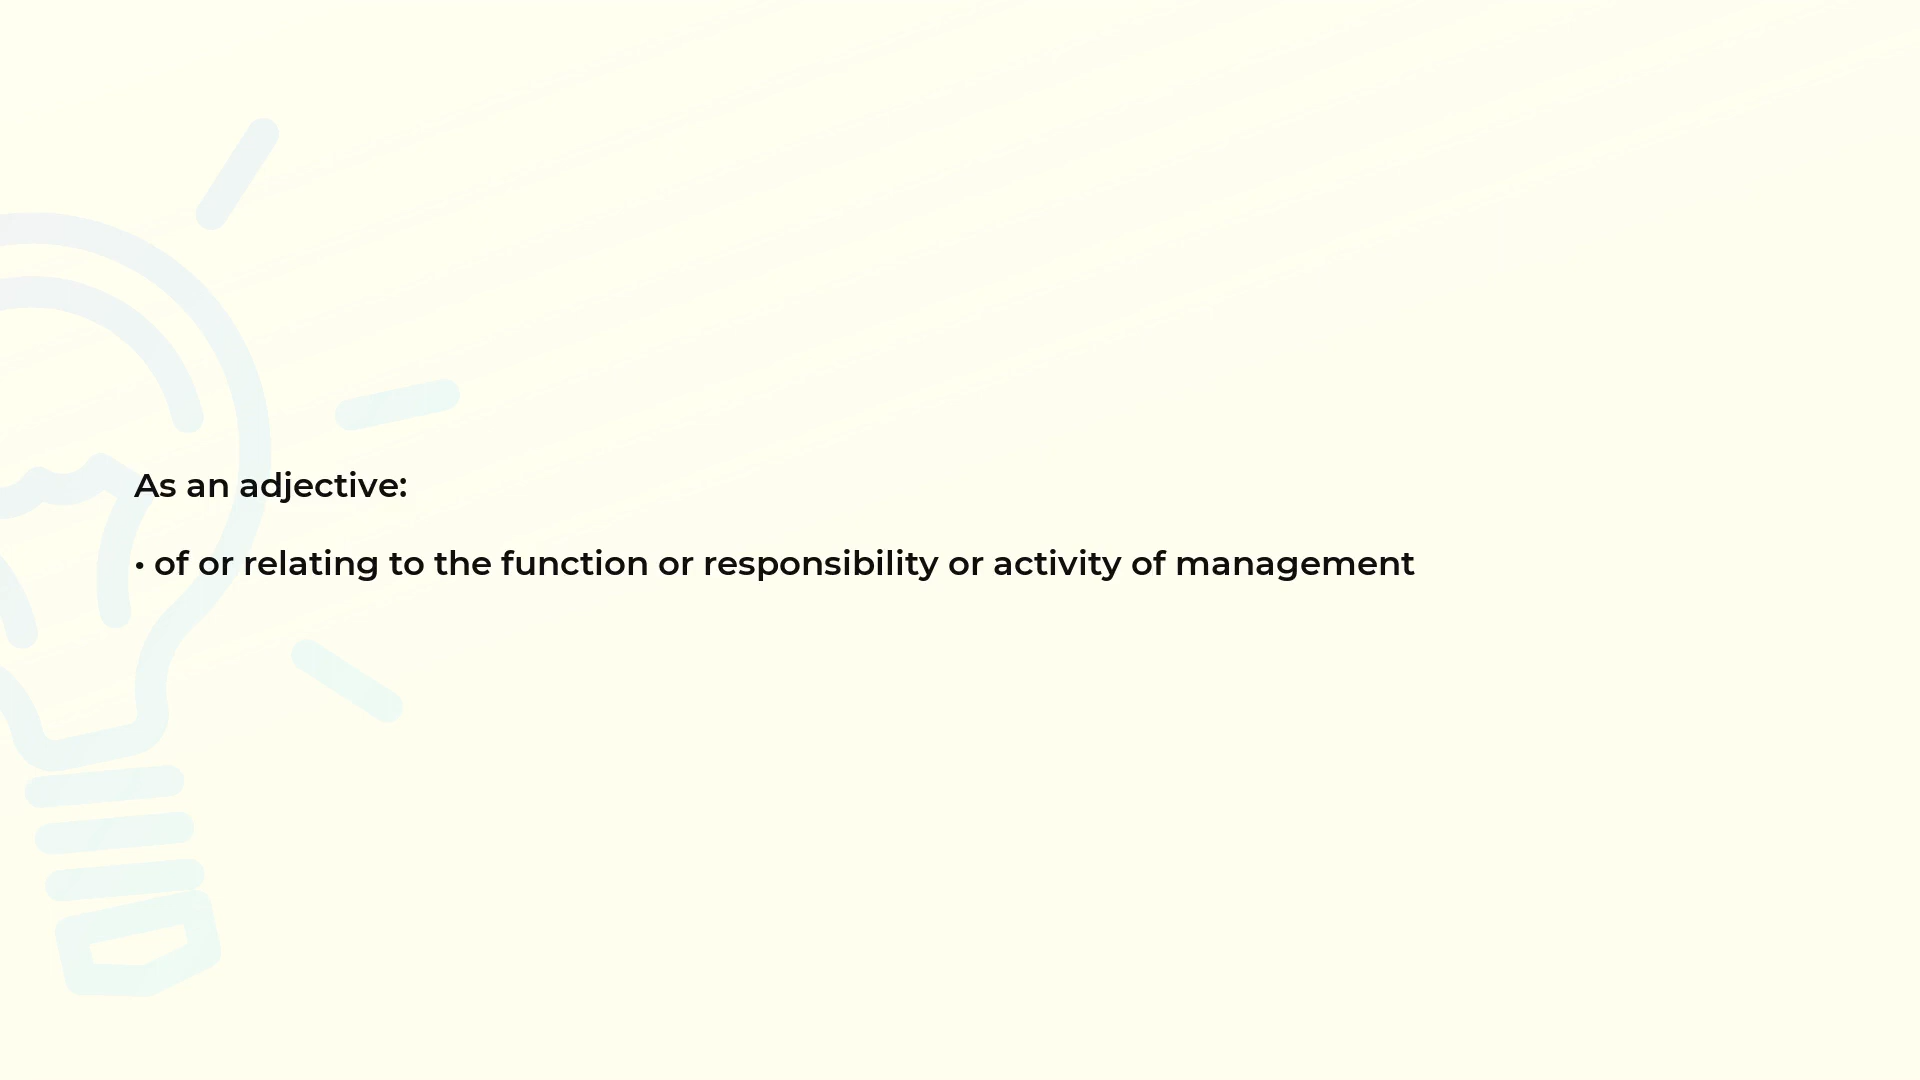 As an adjective:
• of or relating to the function or responsibility or activity of management